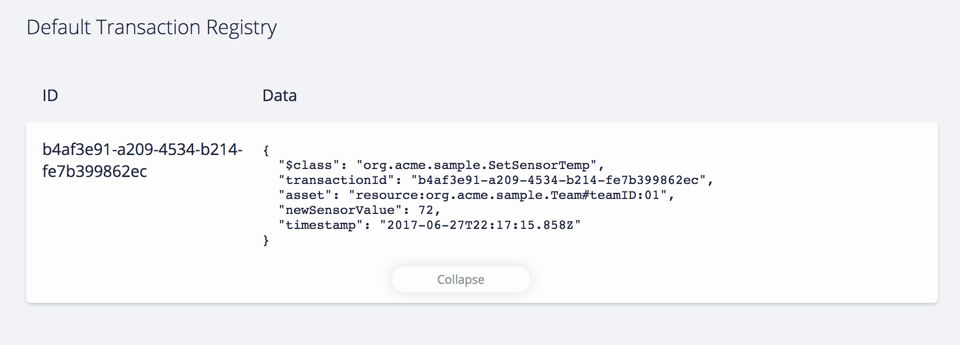 Default Transaction Registry
ID Data
b4af3e91-a209-4534-b214-
fe7b399862ec
{
"$class": "org.acme.sample.SetSensorTemp",
"transactionId": "b4af3e91-a209-4534-b214-fe7b399862ec",
"asset": "resource:org.acme.sample.Team#teamID:01",
"newSensorValue": 72,
"timestamp": "2017-06-27T22:17:15.858Z"
}
Collapse